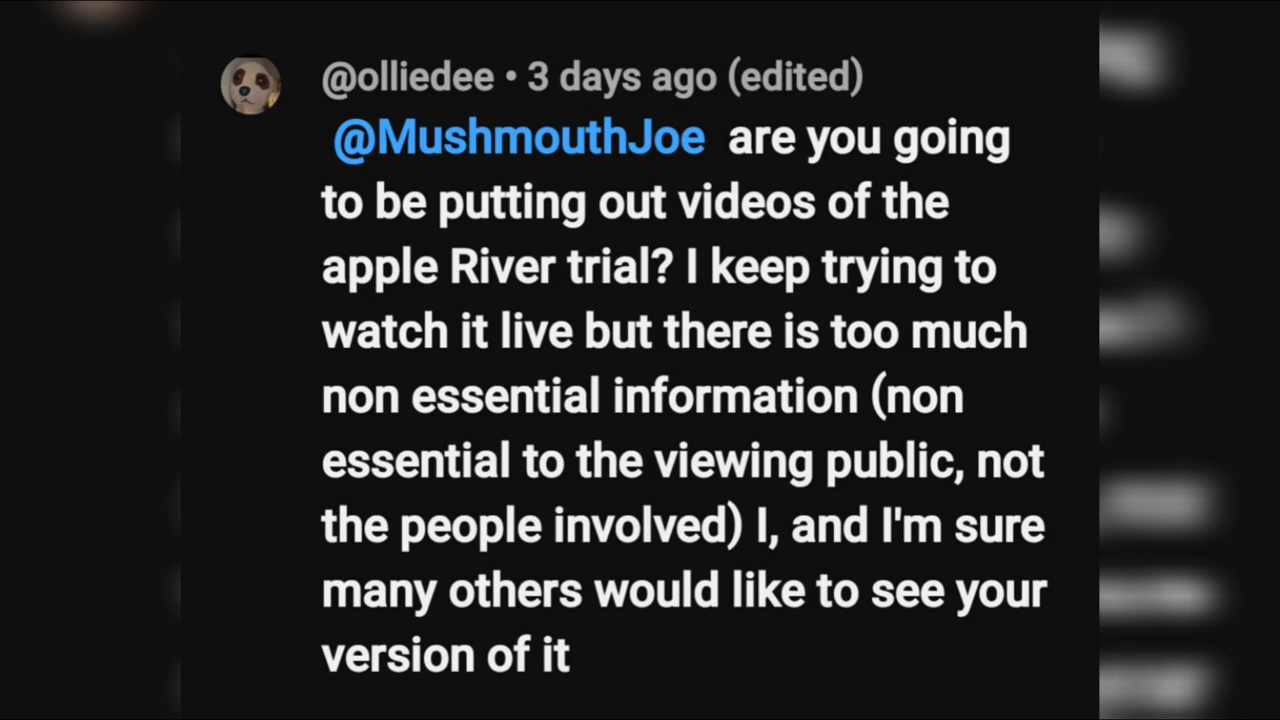 @olliedee • 3 days ago (edited)
@MushmouthJoe are you going
to be putting out videos of the
apple River trial? I keep trying to
watch it live but there is too much
non essential information (non
essential to the viewing public, not
the people involved) I, and I'm sure
many others would like to see your
version of it